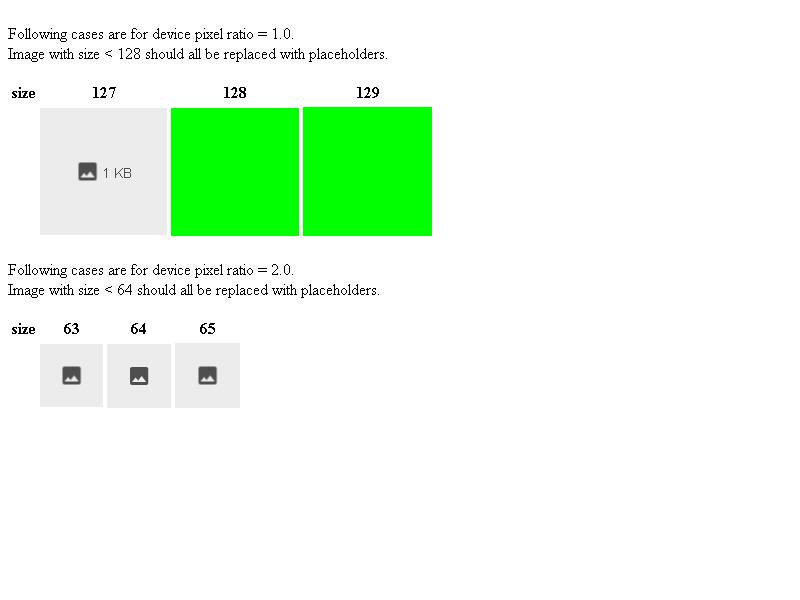 Following cases are for device pixel ratio = 1.0.
Image with size < 128 should all be replaced with placeholders.
size 127 128 129
1 KB
Following cases are for device pixel ratio = 2.0.
Image with size < 64 should all be replaced with placeholders.
size 63 64 65